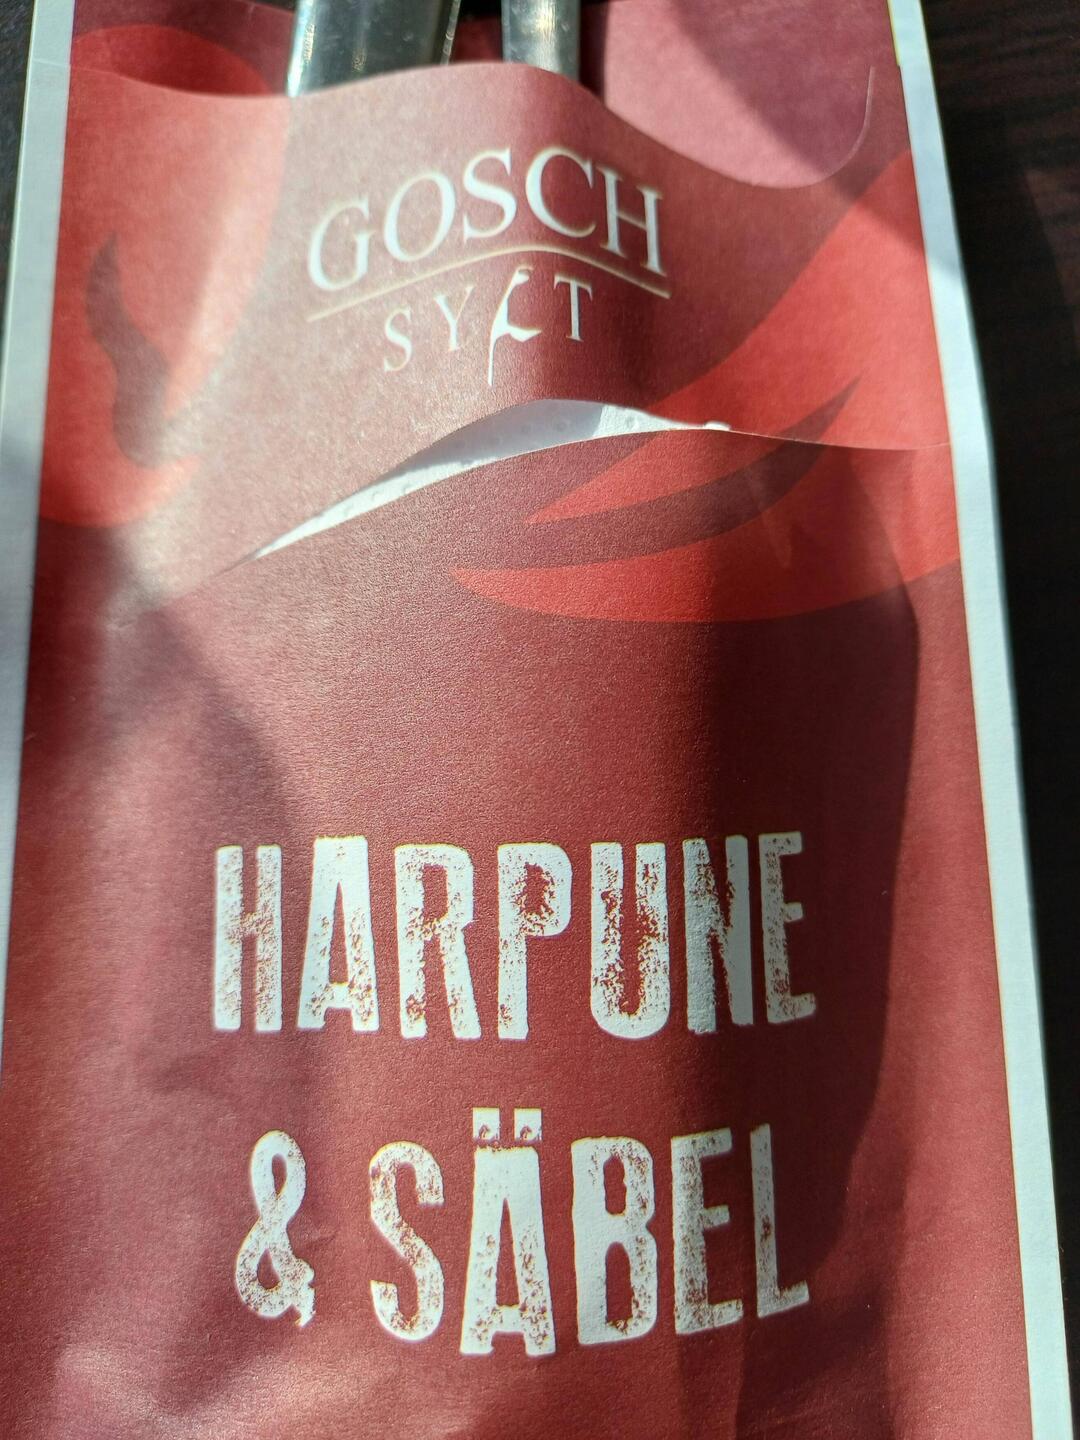 GOSCH
SYLT
HARPUNE
& SÄBEL